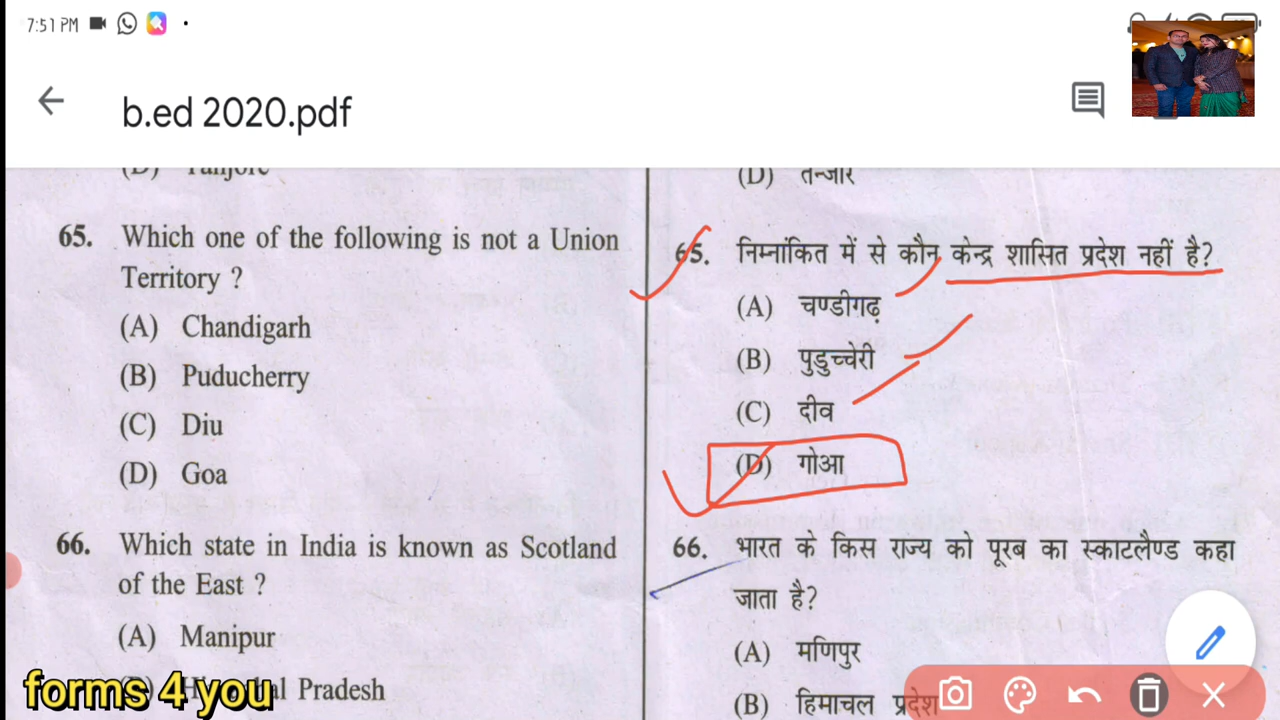 7:51 PM
b.ed 2020.pdf
(D) Tanjore
65. Which one of the following is not a Union
Territory ?
(A) Chandigarh
(B) Puducherry
(C) Diu
(D) Goa
66. Which state in India is known as Scotland
of the East ?
(A) Manipur
Pradesh
(D) तन्जौर
65. निम्नांकित में से कौन केन्द्र शासित प्रदेश नहीं है?
(A) चण्डीगढ़
(B) पुडुच्चेरी
(C) दीव
(D) गोआ
66. भारत के किस राज्य को पूरब का स्काटलैण्ड कहा
जाता है?
(A) मणिपुर
(B) हिमाचल प्रदेश
forms 4 you